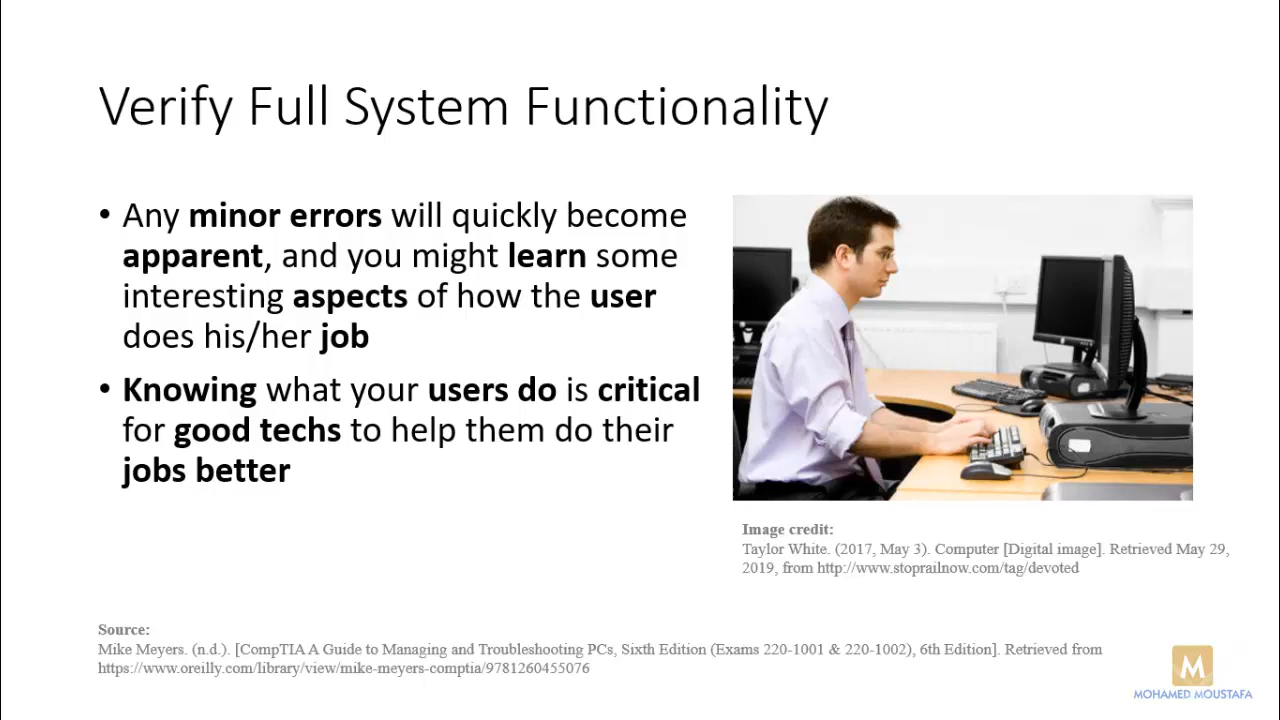 Verify Full System Functionality
• Any minor errors will quickly become
apparent, and you might learn some
interesting aspects of how the user
does his/her job
• Knowing what your users do is critical
for good techs to help them do their
jobs better
Image credit:
Taylor White. (2017, May 3). Computer [Digital image]. Retrieved May 29,
2019, from http://www.stoprailnow.com/tag/devoted
Source:
Mike Meyers. (n.d.). [CompTIA A Guide to Managing and Troubleshooting PCs, Sixth Edition (Exams 220-1001 & 220-1002), 6th Edition]. Retrieved from
https://www.oreilly.com/library/view/mike-meyers-comptia/9781260455076
M
MOHAMED MOUSTAFA